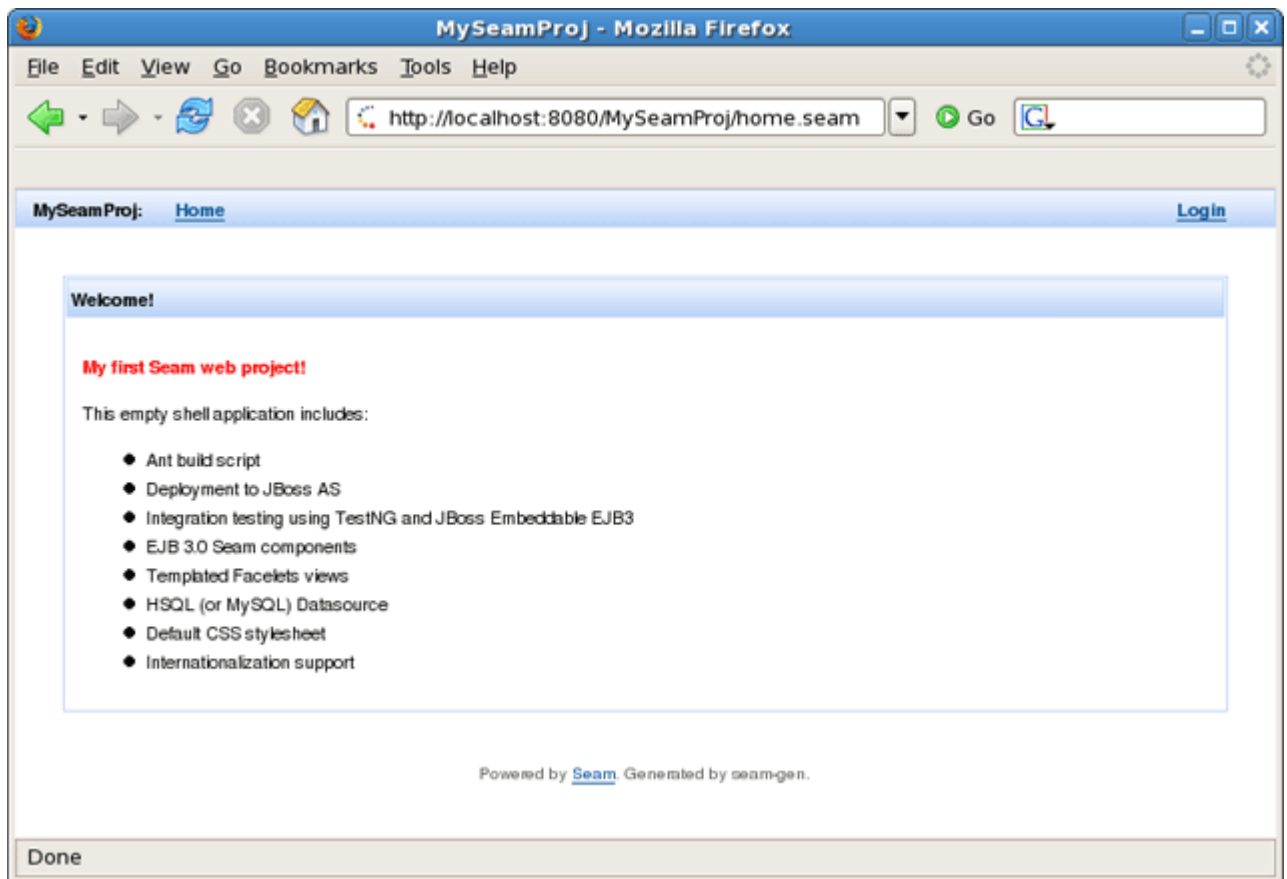 MySeamProj - Mozilla Firefox
File Edit View Go Bookmarks Tools Help
http://localhost:8080/MySeamProj/home.seam Go G
MySeamProj: Home Login
Welcome!
My first Seam web project!
This empty shell application includes:
Ant build script
Deployment to JBoss AS
Integration testing using TestNG and JBoss Embeddable EJB3
EJB 3.0 Seam components
Templated Facelets views
HSQL (or MySQL) Datasource
Default CSS stylesheet
Internationalization support
Powered by Seam. Generated by seam-gen.
Done